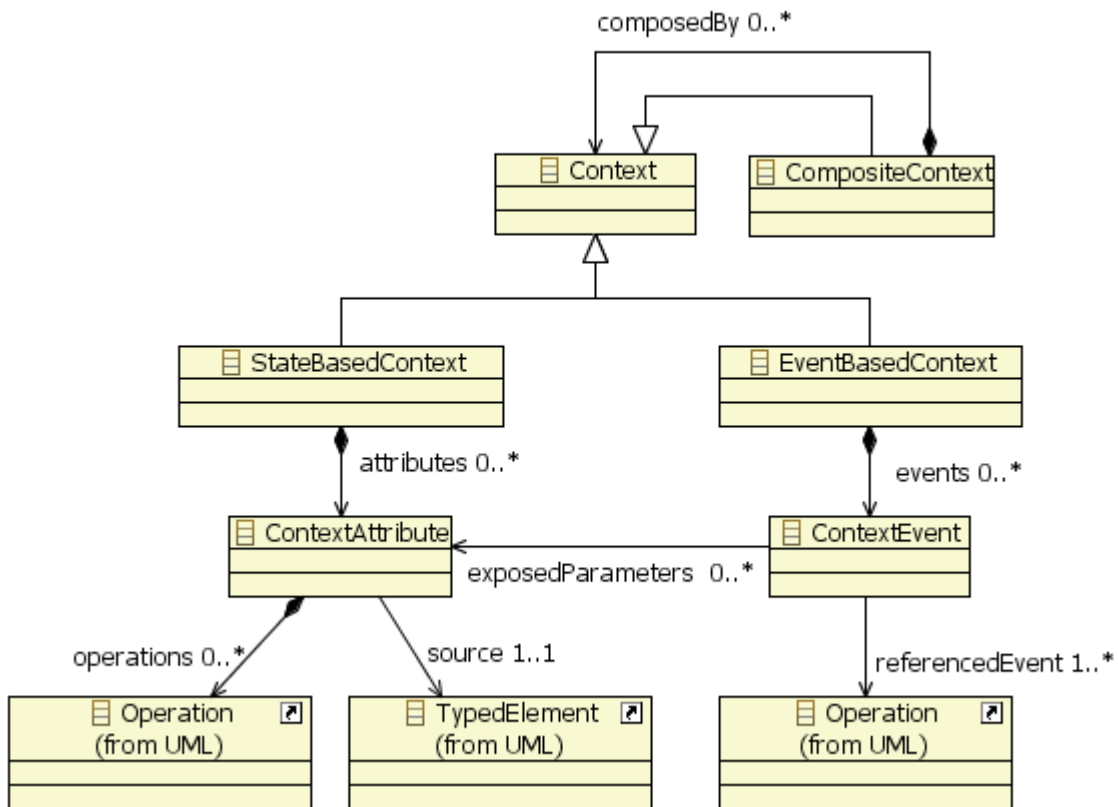 composedBy 0..*
Context
CompositeContext
StateBasedContext
EventBasedContext
attributes 0..*
events 0..*
ContextAttribute
ContextEvent
exposedParameters 0..*
operations 0..*
source 1..1
referencedEvent 1..*
Operation
(from UML)
TypedElement
(from UML)
Operation
(from UML)